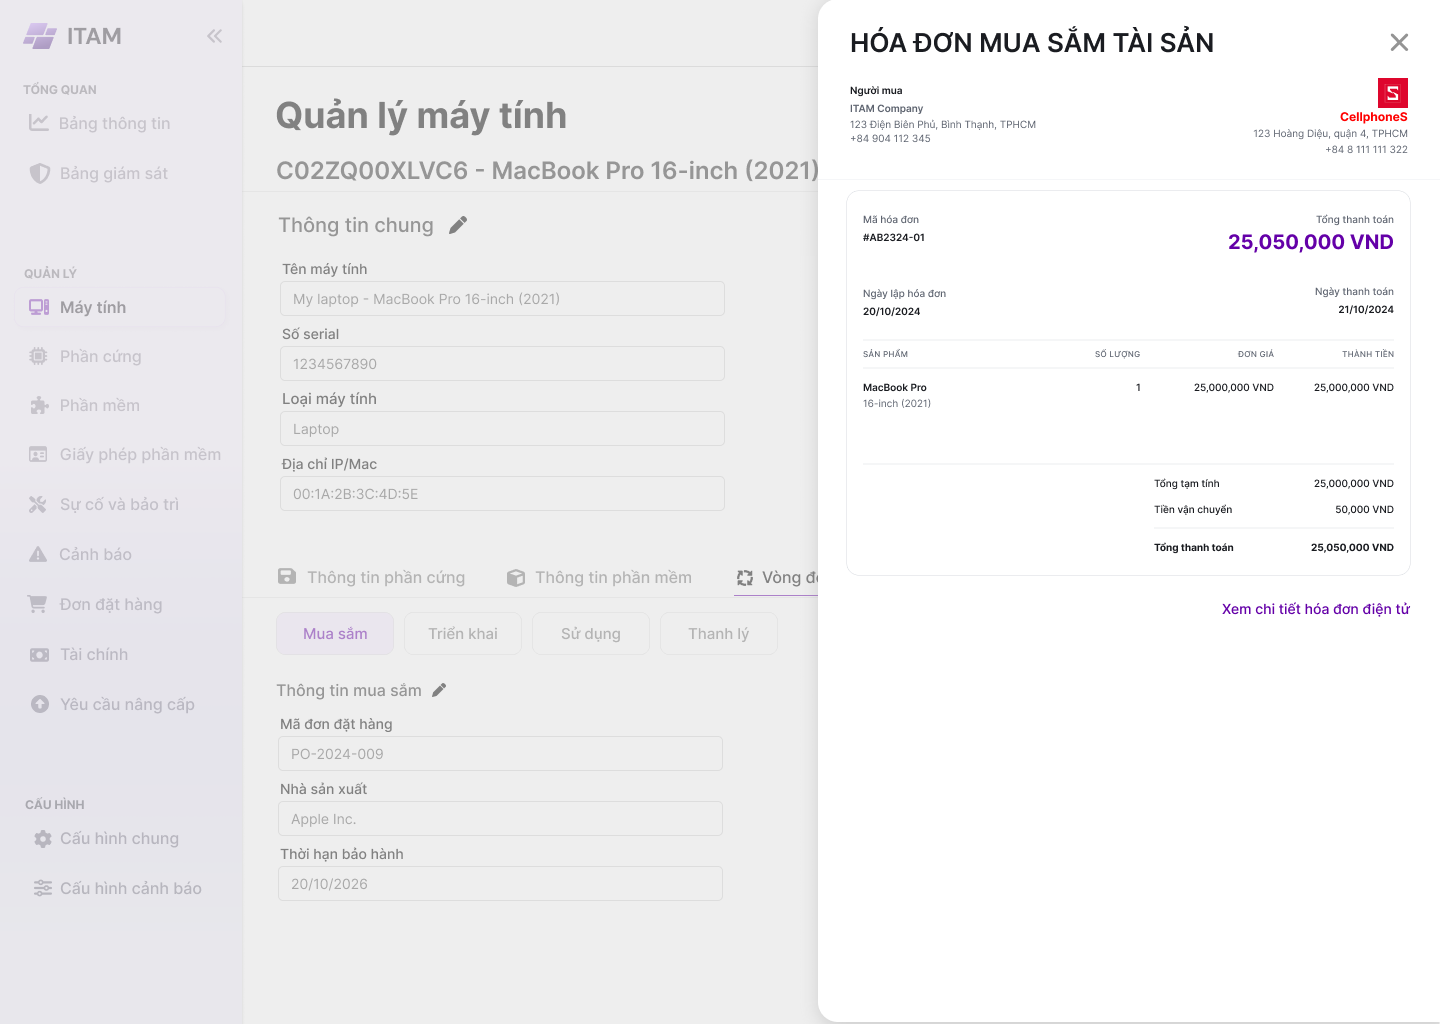 ITAM
TỔNG QUAN
Bảng thông tin
Bảng giám sát
QUẢN LÝ
Máy tính
Phần cứng
Phần mềm
Giấy phép phần mềm
Sự cố và bảo trì
Cảnh báo
Đơn đặt hàng
Tài chính
Yêu cầu nâng cấp
CẤU HÌNH
Cấu hình chung
Cấu hình cảnh báo
Quản lý máy tính
C02ZQ00XLVC6 - MacBook Pro 16-inch (2021)
Thông tin chung
Tên máy tính
My laptop - MacBook Pro 16-inch (2021)
Số serial
1234567890
Loại máy tính
Laptop
Địa chỉ IP/Mac
00:1A:2B:3C:4D:5E
Thông tin phần cứng
Thông tin phần mềm
Vòng
Mua sắm
Triển khai
Sử dụng
Thanh lý
Thông tin mua sắm
Mã đơn đặt hàng
PO-2024-009
Nhà sản xuất
Apple Inc.
Thời hạn bảo hành
20/10/2026
HÓA ĐƠN MUA SẮM TÀI SẢN
Người mua
ITAM Company
123 Điện Biên Phủ, Bình Thạnh, TPHCM
+84 904 112 345
S
CellphoneS
123 Hoàng Diệu, quận 4, TPHCM
+84 8 111 111 322
Mã hóa đơn
#AB2324-01
Tổng thanh toán
25,050,000 VND
Ngày lập hóa đơn
20/10/2024
Ngày thanh toán
21/10/2024
SẢN PHẨM SỐ LƯỢNG ĐƠN GIÁ THÀNH TIỀN
MacBook Pro 1 25,000,000 VND 25,000,000 VND
16-inch (2021)
Tổng tạm tính 25,000,000 VND
Tiền vận chuyển 50,000 VND
Tổng thanh toán 25,050,000 VND
Xem chi tiết hóa đơn điện tử